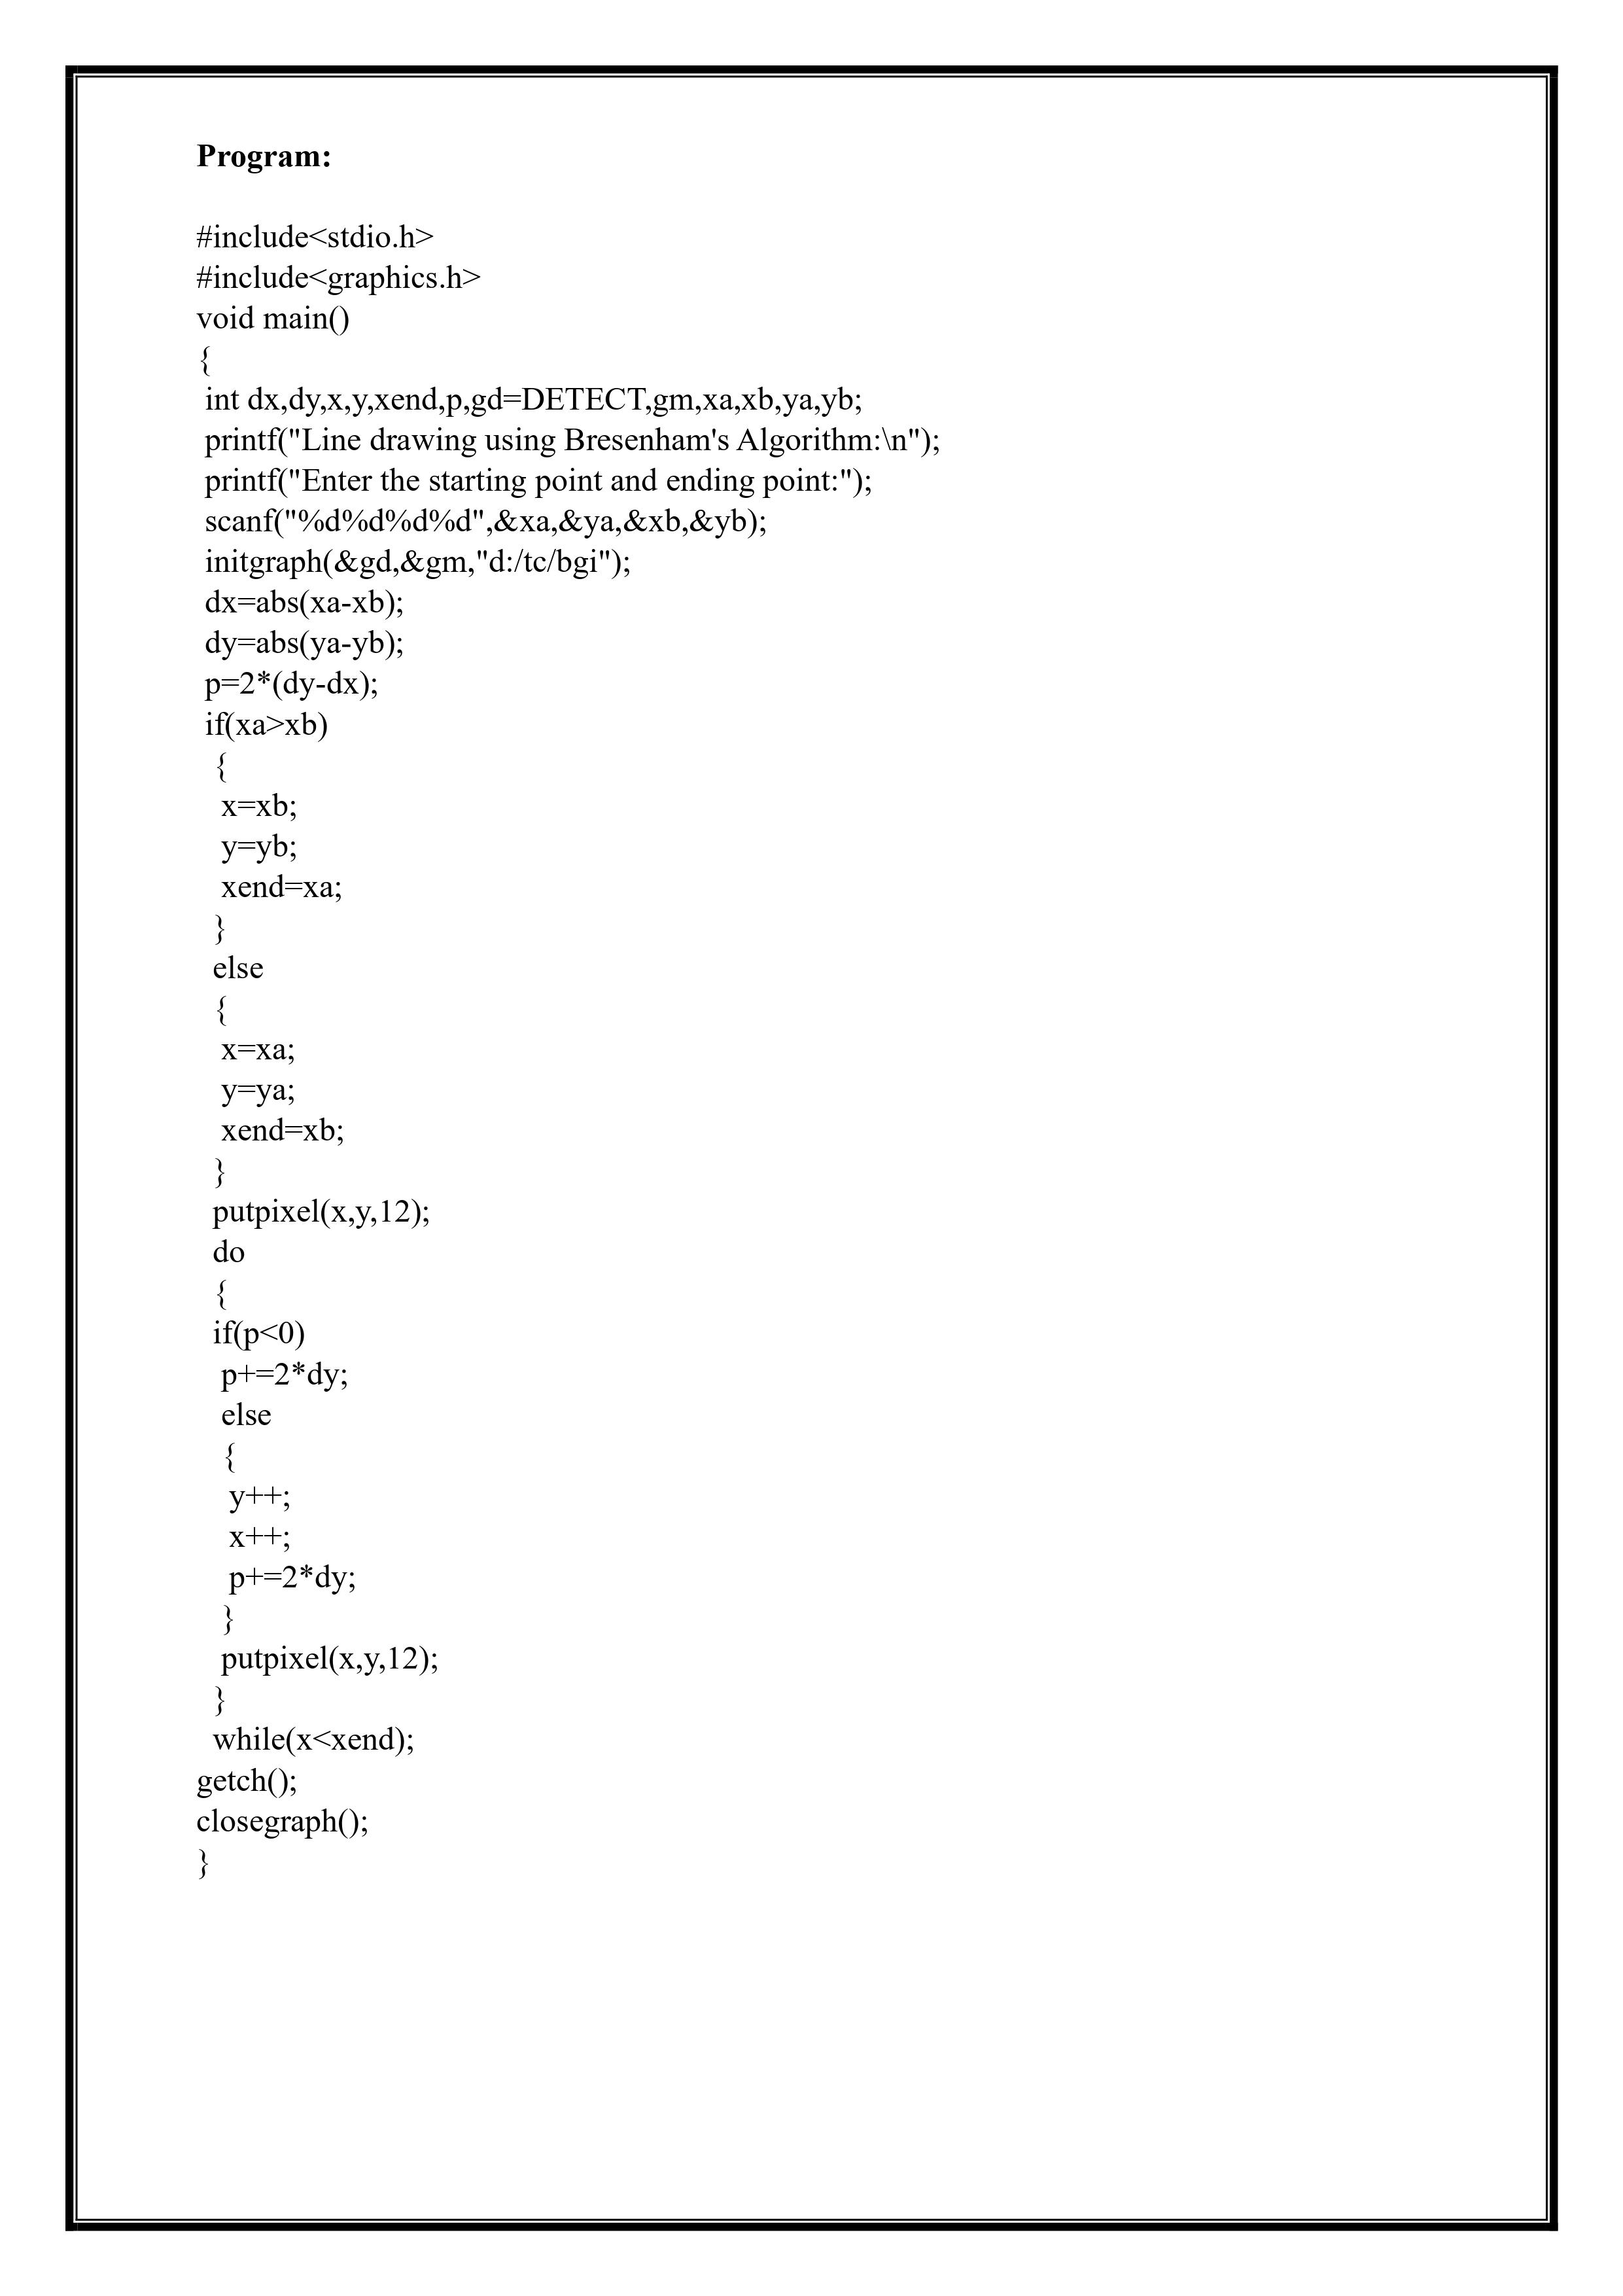 Program:
#include<stdio.h>
#include<graphics.h>
void main()
{
int dx,dy,x,y,xend,p,gd=DETECT,gm,xa,xb,ya,yb;
printf("Line drawing using Bresenham's Algorithm:\n");
printf("Enter the starting point and ending point:");
scanf("%d%d%d%d",&xa,&ya,&xb,&yb);
initgraph(&gd,&gm,"d:/tc/bgi");
dx=abs(xa-xb);
dy=abs(ya-yb);
p=2*(dy-dx);
if(xa>xb)
{
x=xb;
y=yb;
xend=xa;
}
else
{
x=xa;
y=ya;
xend=xb;
}
putpixel(x,y,12);
do
{
if(p<0)
p+=2*dy;
else
{
y++;
x++;
p+=2*dy;
}
putpixel(x,y,12);
}
while(x<xend);
getch();
closegraph();
}